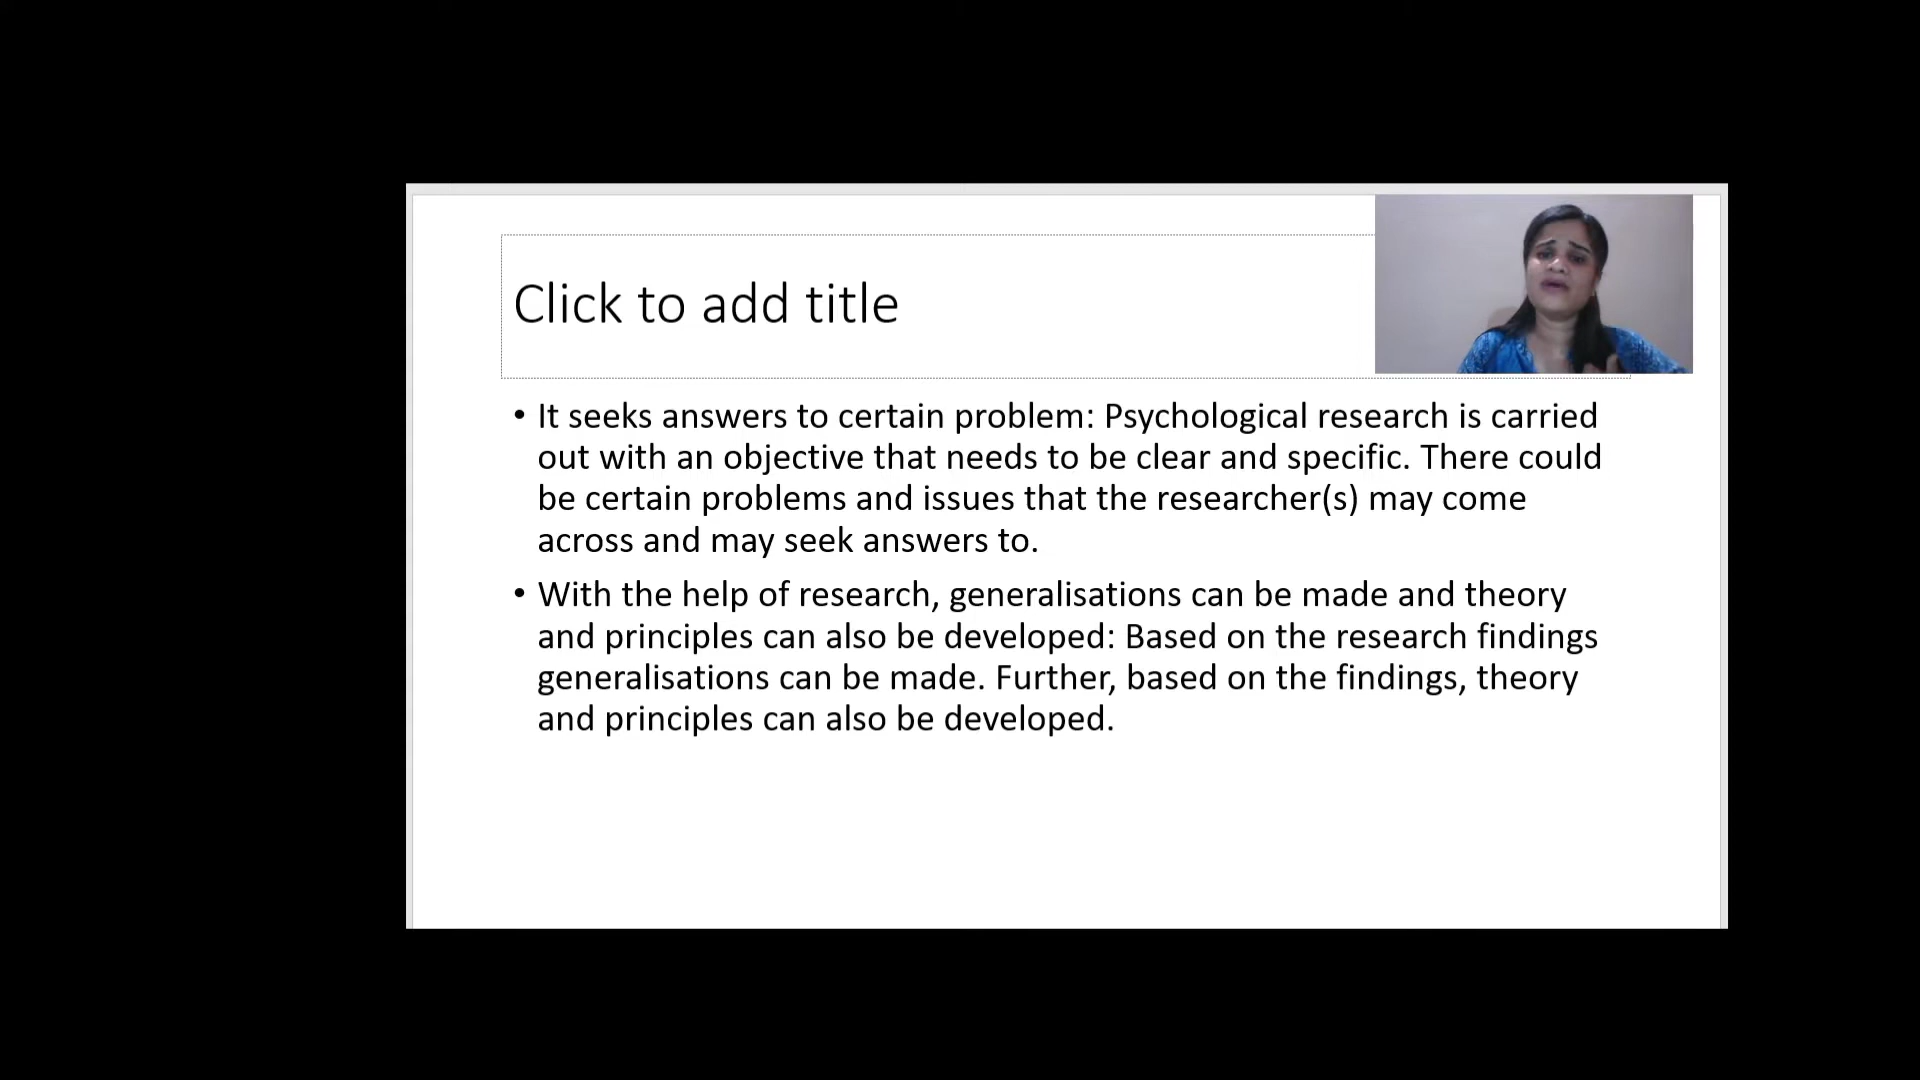 Click to add title
• It seeks answers to certain problem: Psychological research is carried
out with an objective that needs to be clear and specific. There could
be certain problems and issues that the researcher(s) may come
across and may seek answers to.
• With the help of research, generalisations can be made and theory
and principles can also be developed: Based on the research findings
generalisations can be made. Further, based on the findings, theory
and principles can also be developed.